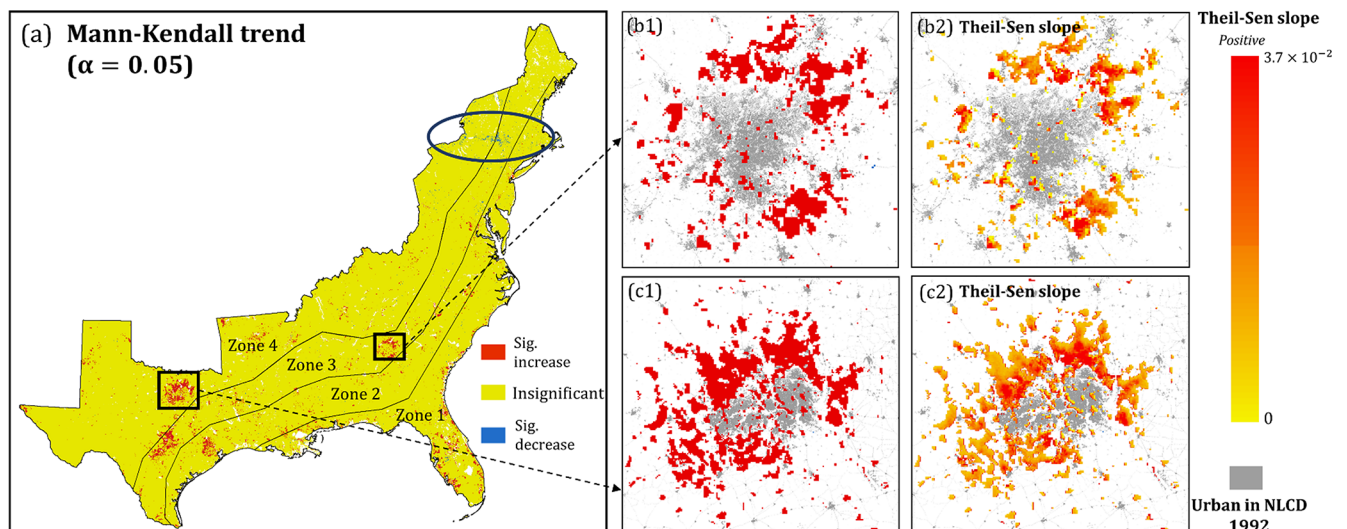 (a) Mann-Kendall trend
(α = 0.05)
Zone 4
Zone 3
Zone 2
Zone 1
Sig.
increase
Insignificant
Sig.
decrease
(b1)
(b2) Theil-Sen slope
(c1)
(c2) Theil-Sen slope
Theil-Sen slope
Positive
3.7 × 10⁻²
0
Urban in NLCD
1992